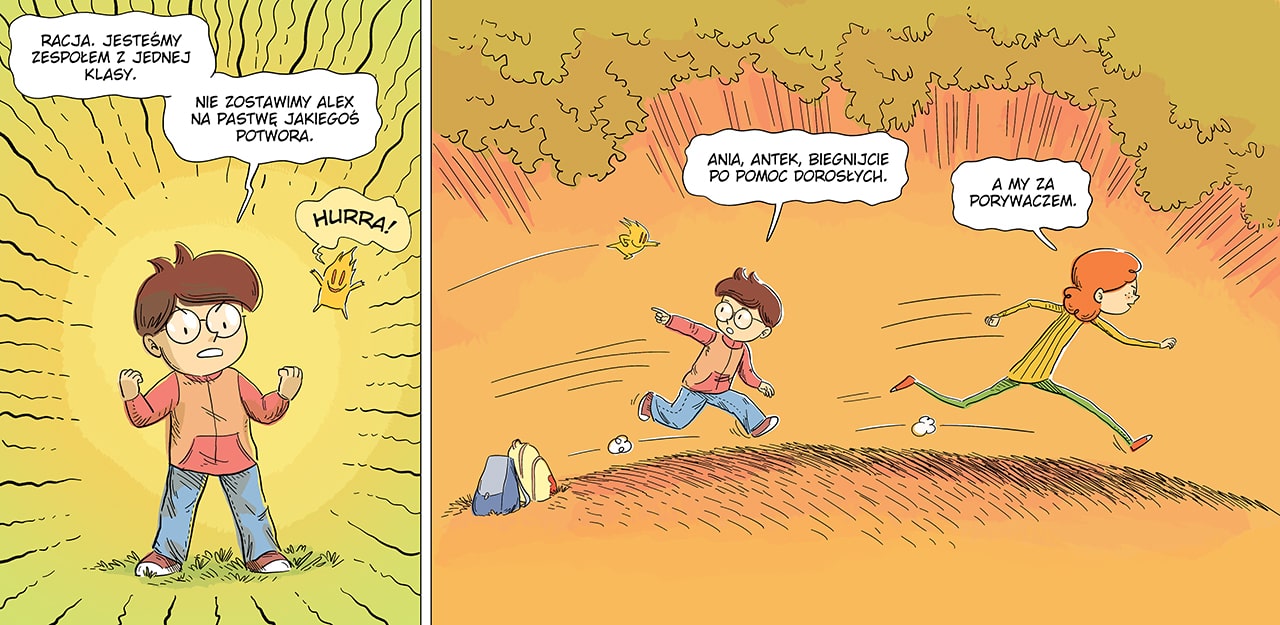 RACJA. JESTEŚMY
ZESPOŁEM Z JEDNEJ
KLASY.
NIE ZOSTAWIMY ALEX
NA PASTWĘ JAKIEGOŚ
POTWORA.
HURRA!
ANIA, ANTEK, BIEGNIJCIE
PO POMOC DOROSŁYCH.
A MY ZA
PORYWACZEM.